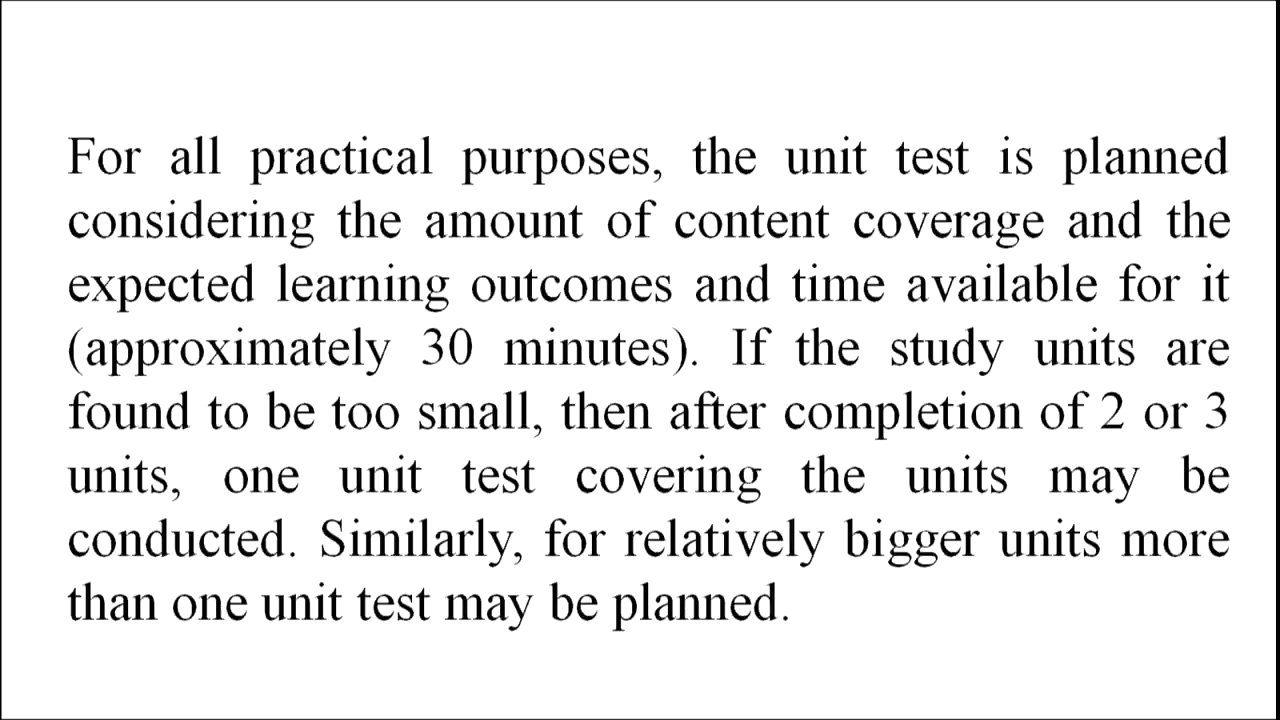 For all practical purposes, the unit test is planned
considering the amount of content coverage and the
expected learning outcomes and time available for it
(approximately 30 minutes). If the study units are
found to be too small, then after completion of 2 or 3
units, one unit test covering the units may be
conducted. Similarly, for relatively bigger units more
than one unit test may be planned.